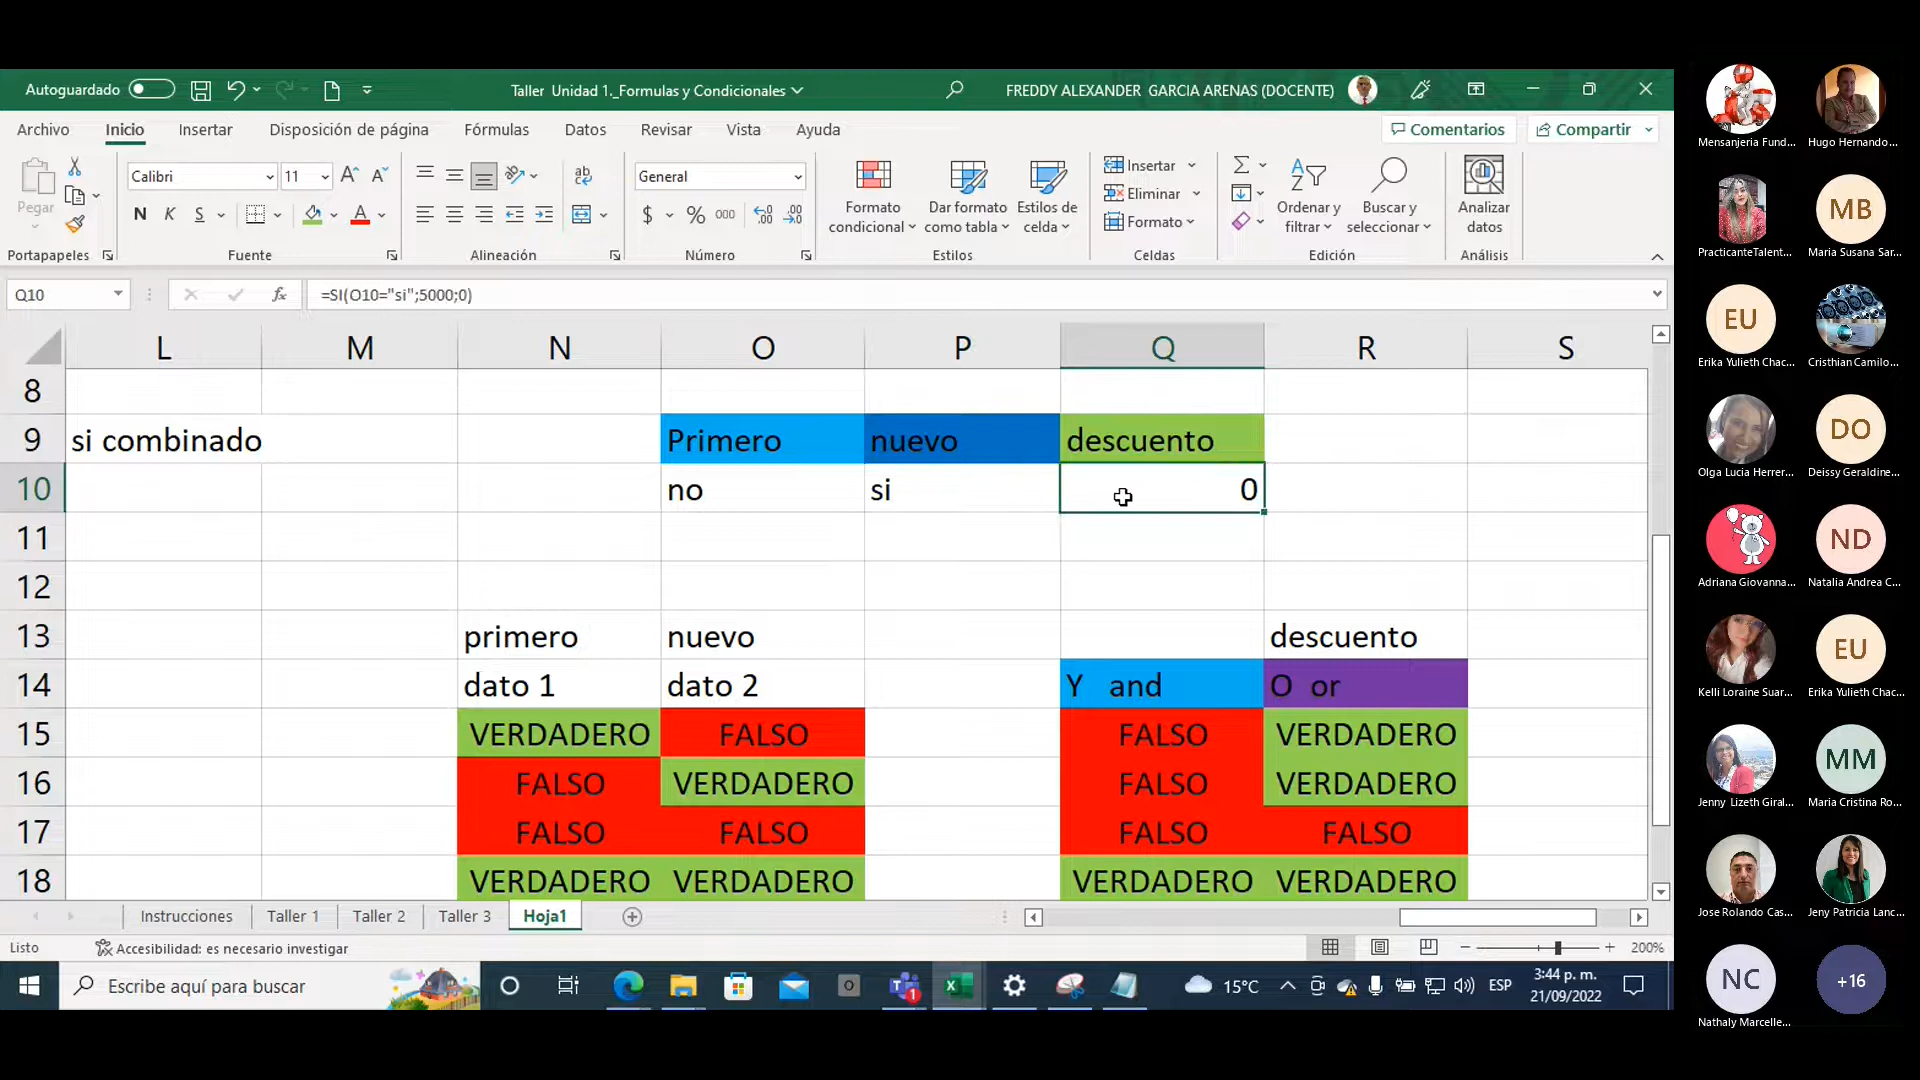 Autoguardado
Taller Unidad 1._Formulas y Condicionales
FREDDY ALEXANDER GARCIA ARENAS (DOCENTE)
Archivo Inicio Insertar Disposición de página Fórmulas Datos Revisar Vista Ayuda
Comentarios Compartir
Pegar
Calibri 11
N K S
General
$ % 000
Formato condicional
Dar formato como tabla
Estilos de celda
Insertar
Eliminar
Formato
Ordenar y filtrar
Buscar y seleccionar
Analizar datos
Portapapeles Fuente Alineación Número Estilos Celdas Edición Análisis
Q10 fx =SI(O10="si";5000;0)
L M N O P Q R S
8
9 si combinado Primero nuevo descuento
10 no si 0
11
12
13 primero nuevo descuento
14 dato 1 dato 2 Y and O or
15 VERDADERO FALSO FALSO VERDADERO
16 FALSO VERDADERO FALSO VERDADERO
17 FALSO FALSO FALSO FALSO
18 VERDADERO VERDADERO VERDADERO VERDADERO
Instrucciones Taller 1 Taller 2 Taller 3 Hoja1
Listo Accesibilidad: es necesario investigar 200%
Escribe aquí para buscar
15°C ESP 3:44 p. m.
21/09/2022
Mensanjeria Fund... Hugo Hernando...
MB
PracticanteTalent... Maria Susana Sar...
EU
Erika Yulieth Chac... Cristhian Camilo...
DO
Olga Lucia Herrer... Deissy Geraldine...
ND
Adriana Giovanna... Natalia Andrea C...
EU
Kelli Loraine Suar... Erika Yulieth Chac...
MM
Jenny Lizeth Giral... Maria Cristina Ro...
Jose Rolando Cas... Jeny Patricia Lanc...
NC +16
Nathaly Marcelle...